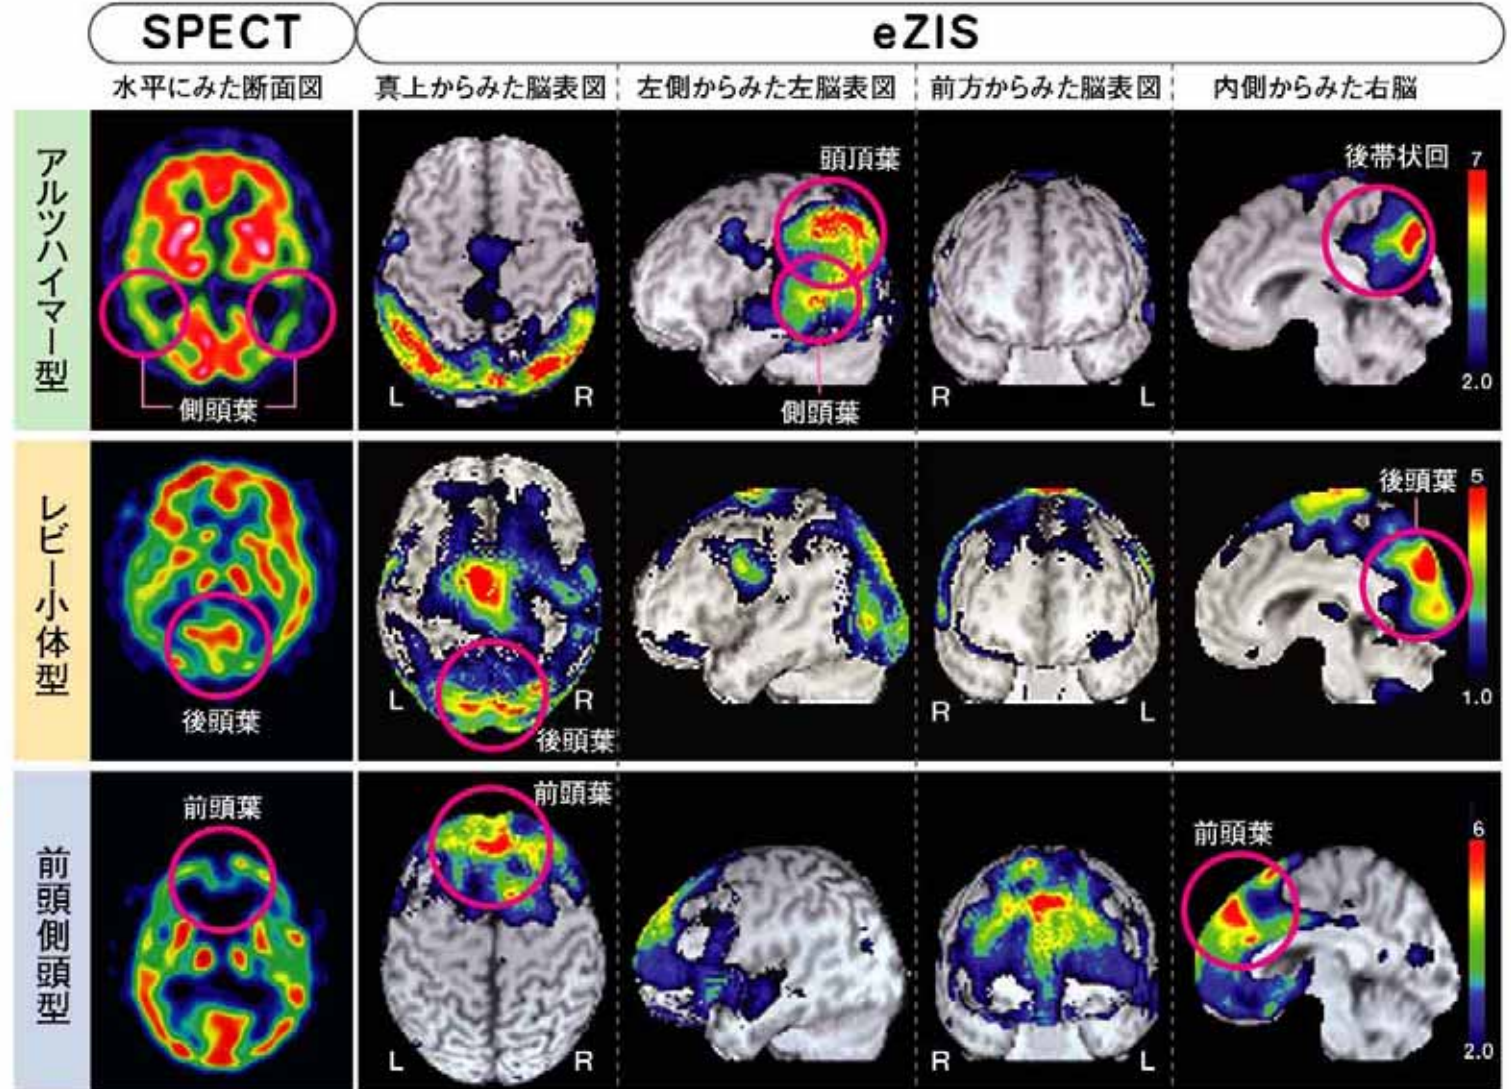 SPECT
eZIS
水平にみた断面図
真上からみた脳表図
左側からみた左脳表図
前方からみた脳表図
内側からみた右脳
アルツハイマー型
側頭葉
L R
頭頂葉
側頭葉
R L
後帯状回
7
2.0
レビー小体型
後頭葉
L R
後頭葉
R L
後頭葉
5
1.0
前頭側頭型
前頭葉
前頭葉
L R
R L
前頭葉
6
2.0